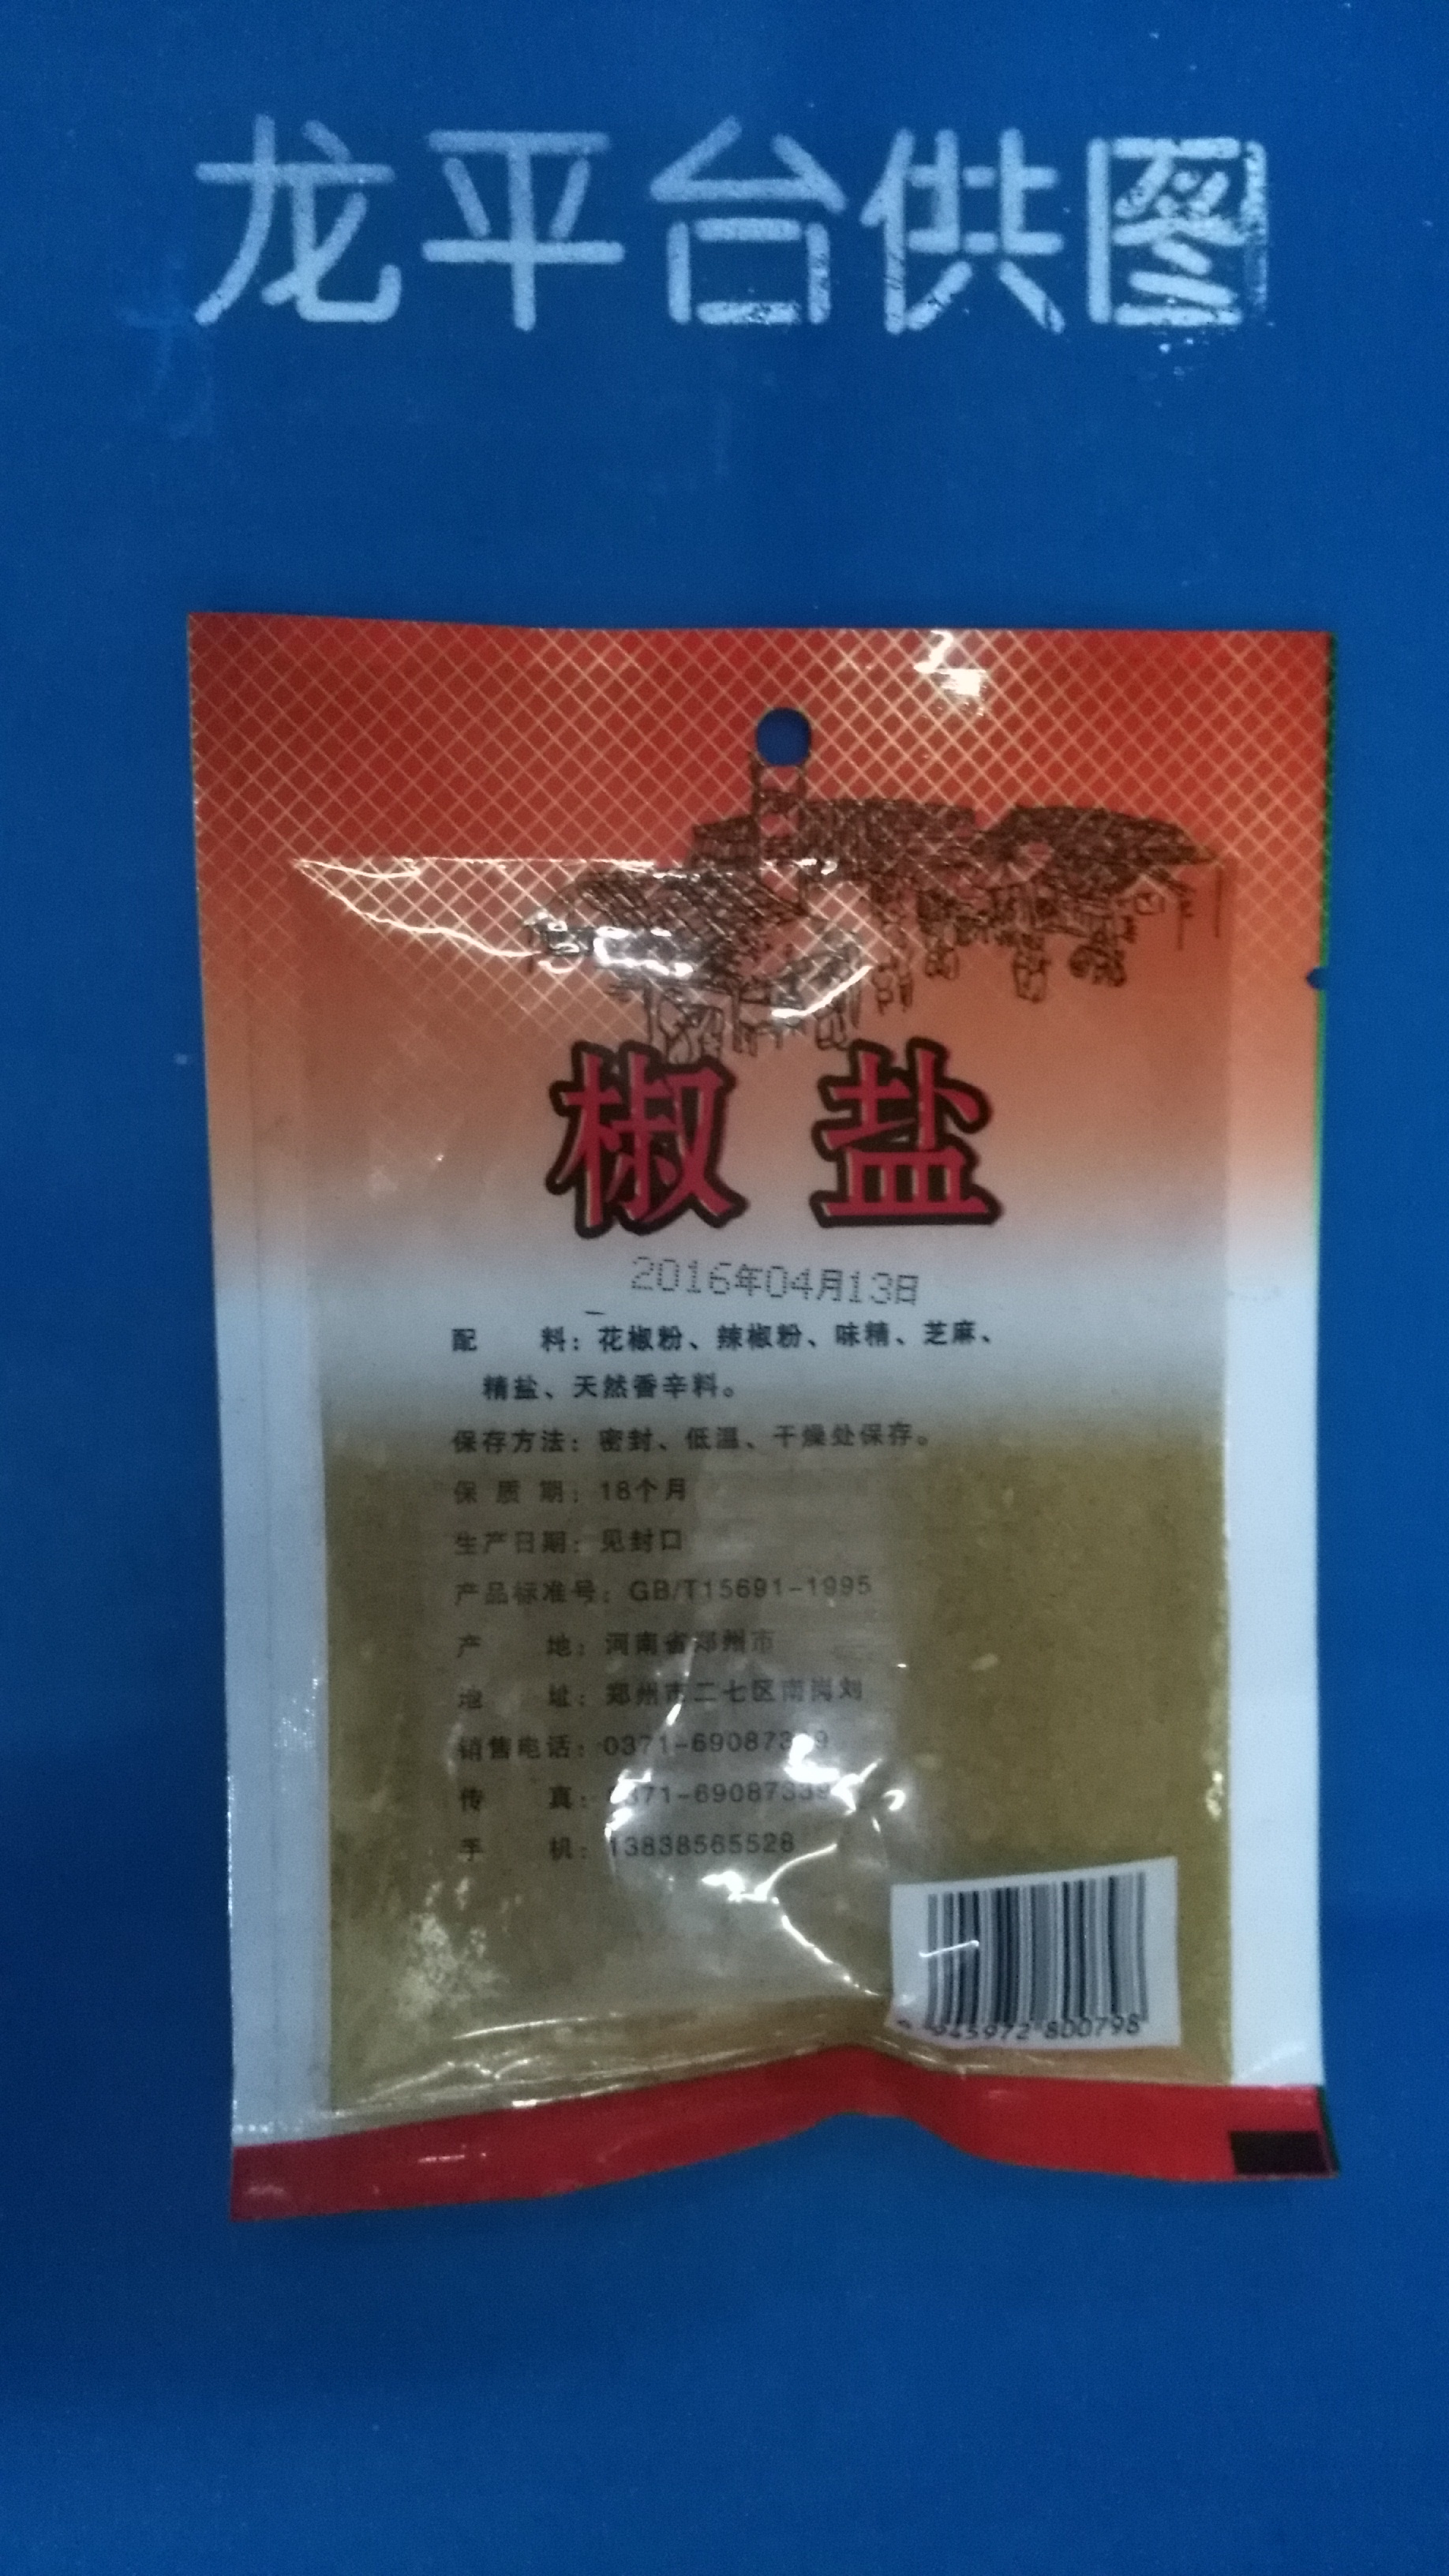 龙平台供图
椒盐
2016年04月13日
配 料：花椒粉、辣椒粉、味精、芝麻、
精盐、天然香辛料。
保存方法：密封、低温、干燥处保存。
保 质 期：18个月
生产日期：见封口
产品标准号：GB/T15691-1995
产 地：河南省郑州市
地 址：郑州市二七区南岗刘
销售电话：
传 真：
手 机：13838565528
945972 800798